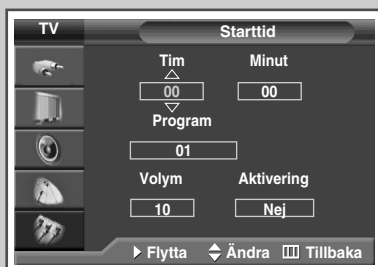 TV Starttid
Tim Minut
00 00
Program
01
Volym Aktivering
10 Nej
Flytta Ändra Tillbaka